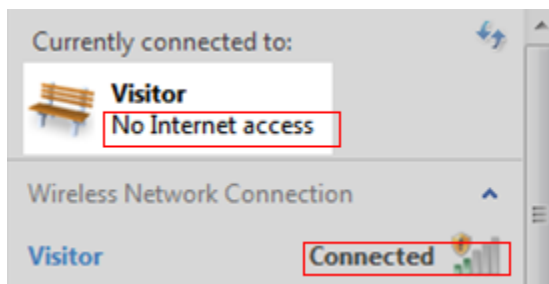 Currently connected to:
Visitor
No Internet access
Wireless Network Connection
Visitor Connected